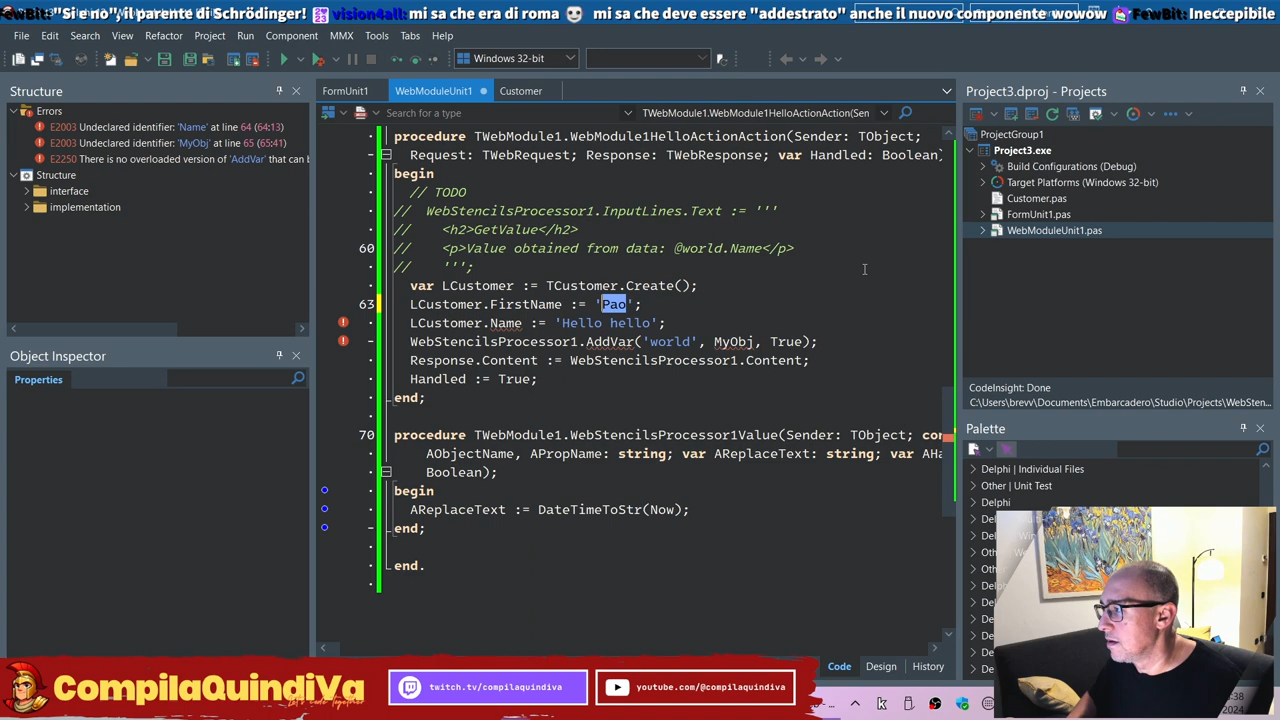 "Si e no" il parente di Schrödinger! vision4all: mi sa che era di roma mi sa che deve essere "addestrato" anche il nuovo componente wowow FewBit: Ineccepibile
File Edit Search View Refactor Project Run Component MMX Tools Tabs Help
Windows 32-bit
Structure
Errors
E2003 Undeclared identifier: 'Name' at line 64 (64:13)
E2003 Undeclared identifier: 'MyObj' at line 65 (65:41)
E2250 There is no overloaded version of 'AddVar' that can b
Structure
interface
implementation
Object Inspector
Properties
FormUnit1 WebModuleUnit1 Customer
Search for a type TWebModule1.WebModule1HelloActionAction(Sen
procedure TWebModule1.WebModule1HelloActionAction(Sender: TObject;
Request: TWebRequest; Response: TWebResponse; var Handled: Boolean)
begin
// TODO
// WebStencilsProcessor1.InputLines.Text := '''
// <h2>GetValue</h2>
60 // <p>Value obtained from data: @world.Name</p>
// ''';
var LCustomer := TCustomer.Create();
63 LCustomer.FirstName := 'Pao';
LCustomer.Name := 'Hello hello';
WebStencilsProcessor1.AddVar('world', MyObj, True);
Response.Content := WebStencilsProcessor1.Content;
Handled := True;
end;
70 procedure TWebModule1.WebStencilsProcessor1Value(Sender: TObject; con
AObjectName, APropName: string; var AReplaceText: string; var AHa
Boolean);
begin
AReplaceText := DateTimeToStr(Now);
end;
end.
Code Design History
Project3.dproj - Projects
ProjectGroup1
Project3.exe
Build Configurations (Debug)
Target Platforms (Windows 32-bit)
Customer.pas
FormUnit1.pas
WebModuleUnit1.pas
CodeInsight: Done
C:\Users\brevv\Documents\Embarcadero\Studio\Projects\WebSten...
Palette
Delphi | Individual Files
Other | Unit Test
Delphi
CompilaQuindiVa
Let's code Together
twitch.tv/compilaquindiva
youtube.com/@compilaquindiva